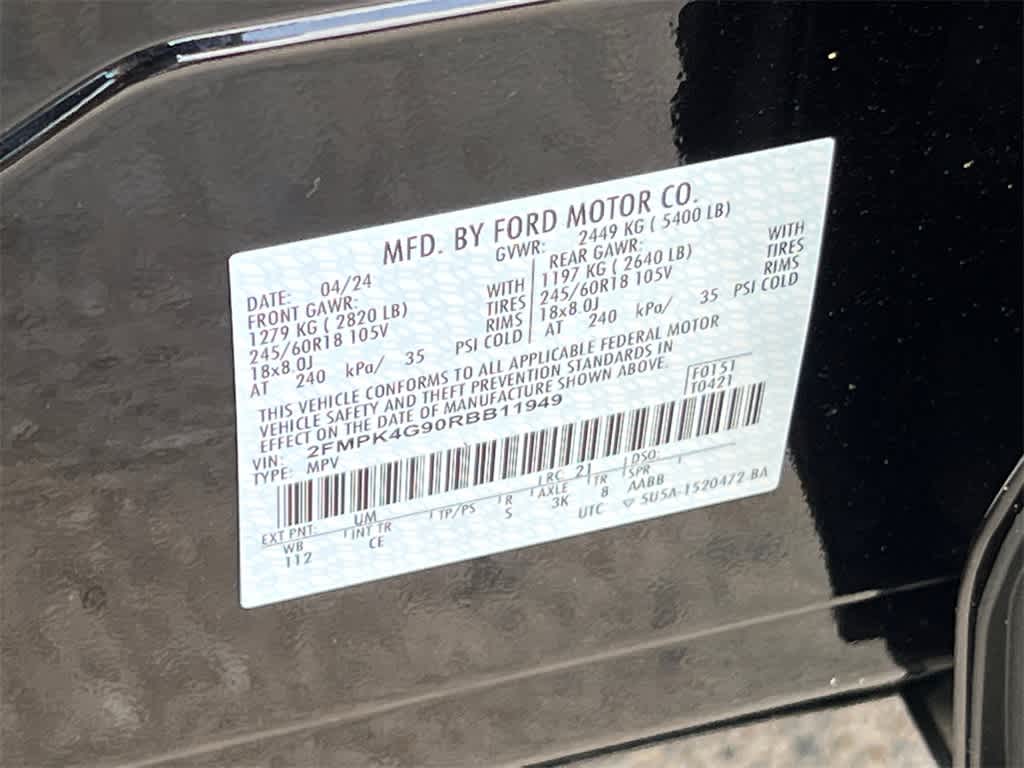 MFD. BY FORD MOTOR CO.
DATE: 04/24 GVWR: 2449 KG ( 5400 LB)
FRONT GAWR: REAR GAWR:
1279 KG ( 2820 LB) WITH 1197 KG ( 2640 LB) WITH
245/60R18 105V TIRES 245/60R18 105V TIRES
18x8.0J RIMS 18x8.0J RIMS
AT 240 kPa/ 35 PSI COLD AT 240 kPa/ 35 PSI COLD
THIS VEHICLE CONFORMS TO ALL APPLICABLE FEDERAL MOTOR
VEHICLE SAFETY AND THEFT PREVENTION STANDARDS IN
EFFECT ON THE DATE OF MANUFACTURE SHOWN ABOVE.
F0151
VIN: 2FMPK4G90RBB11949 T0421
TYPE: MPV
EXT PNT: UM RC: 21 DSO:
WB INT TR TP/PS R AXLE TR SPR
112 CE S 3K 8 AABB
UTC ▽ 5U5A-1520472-BA